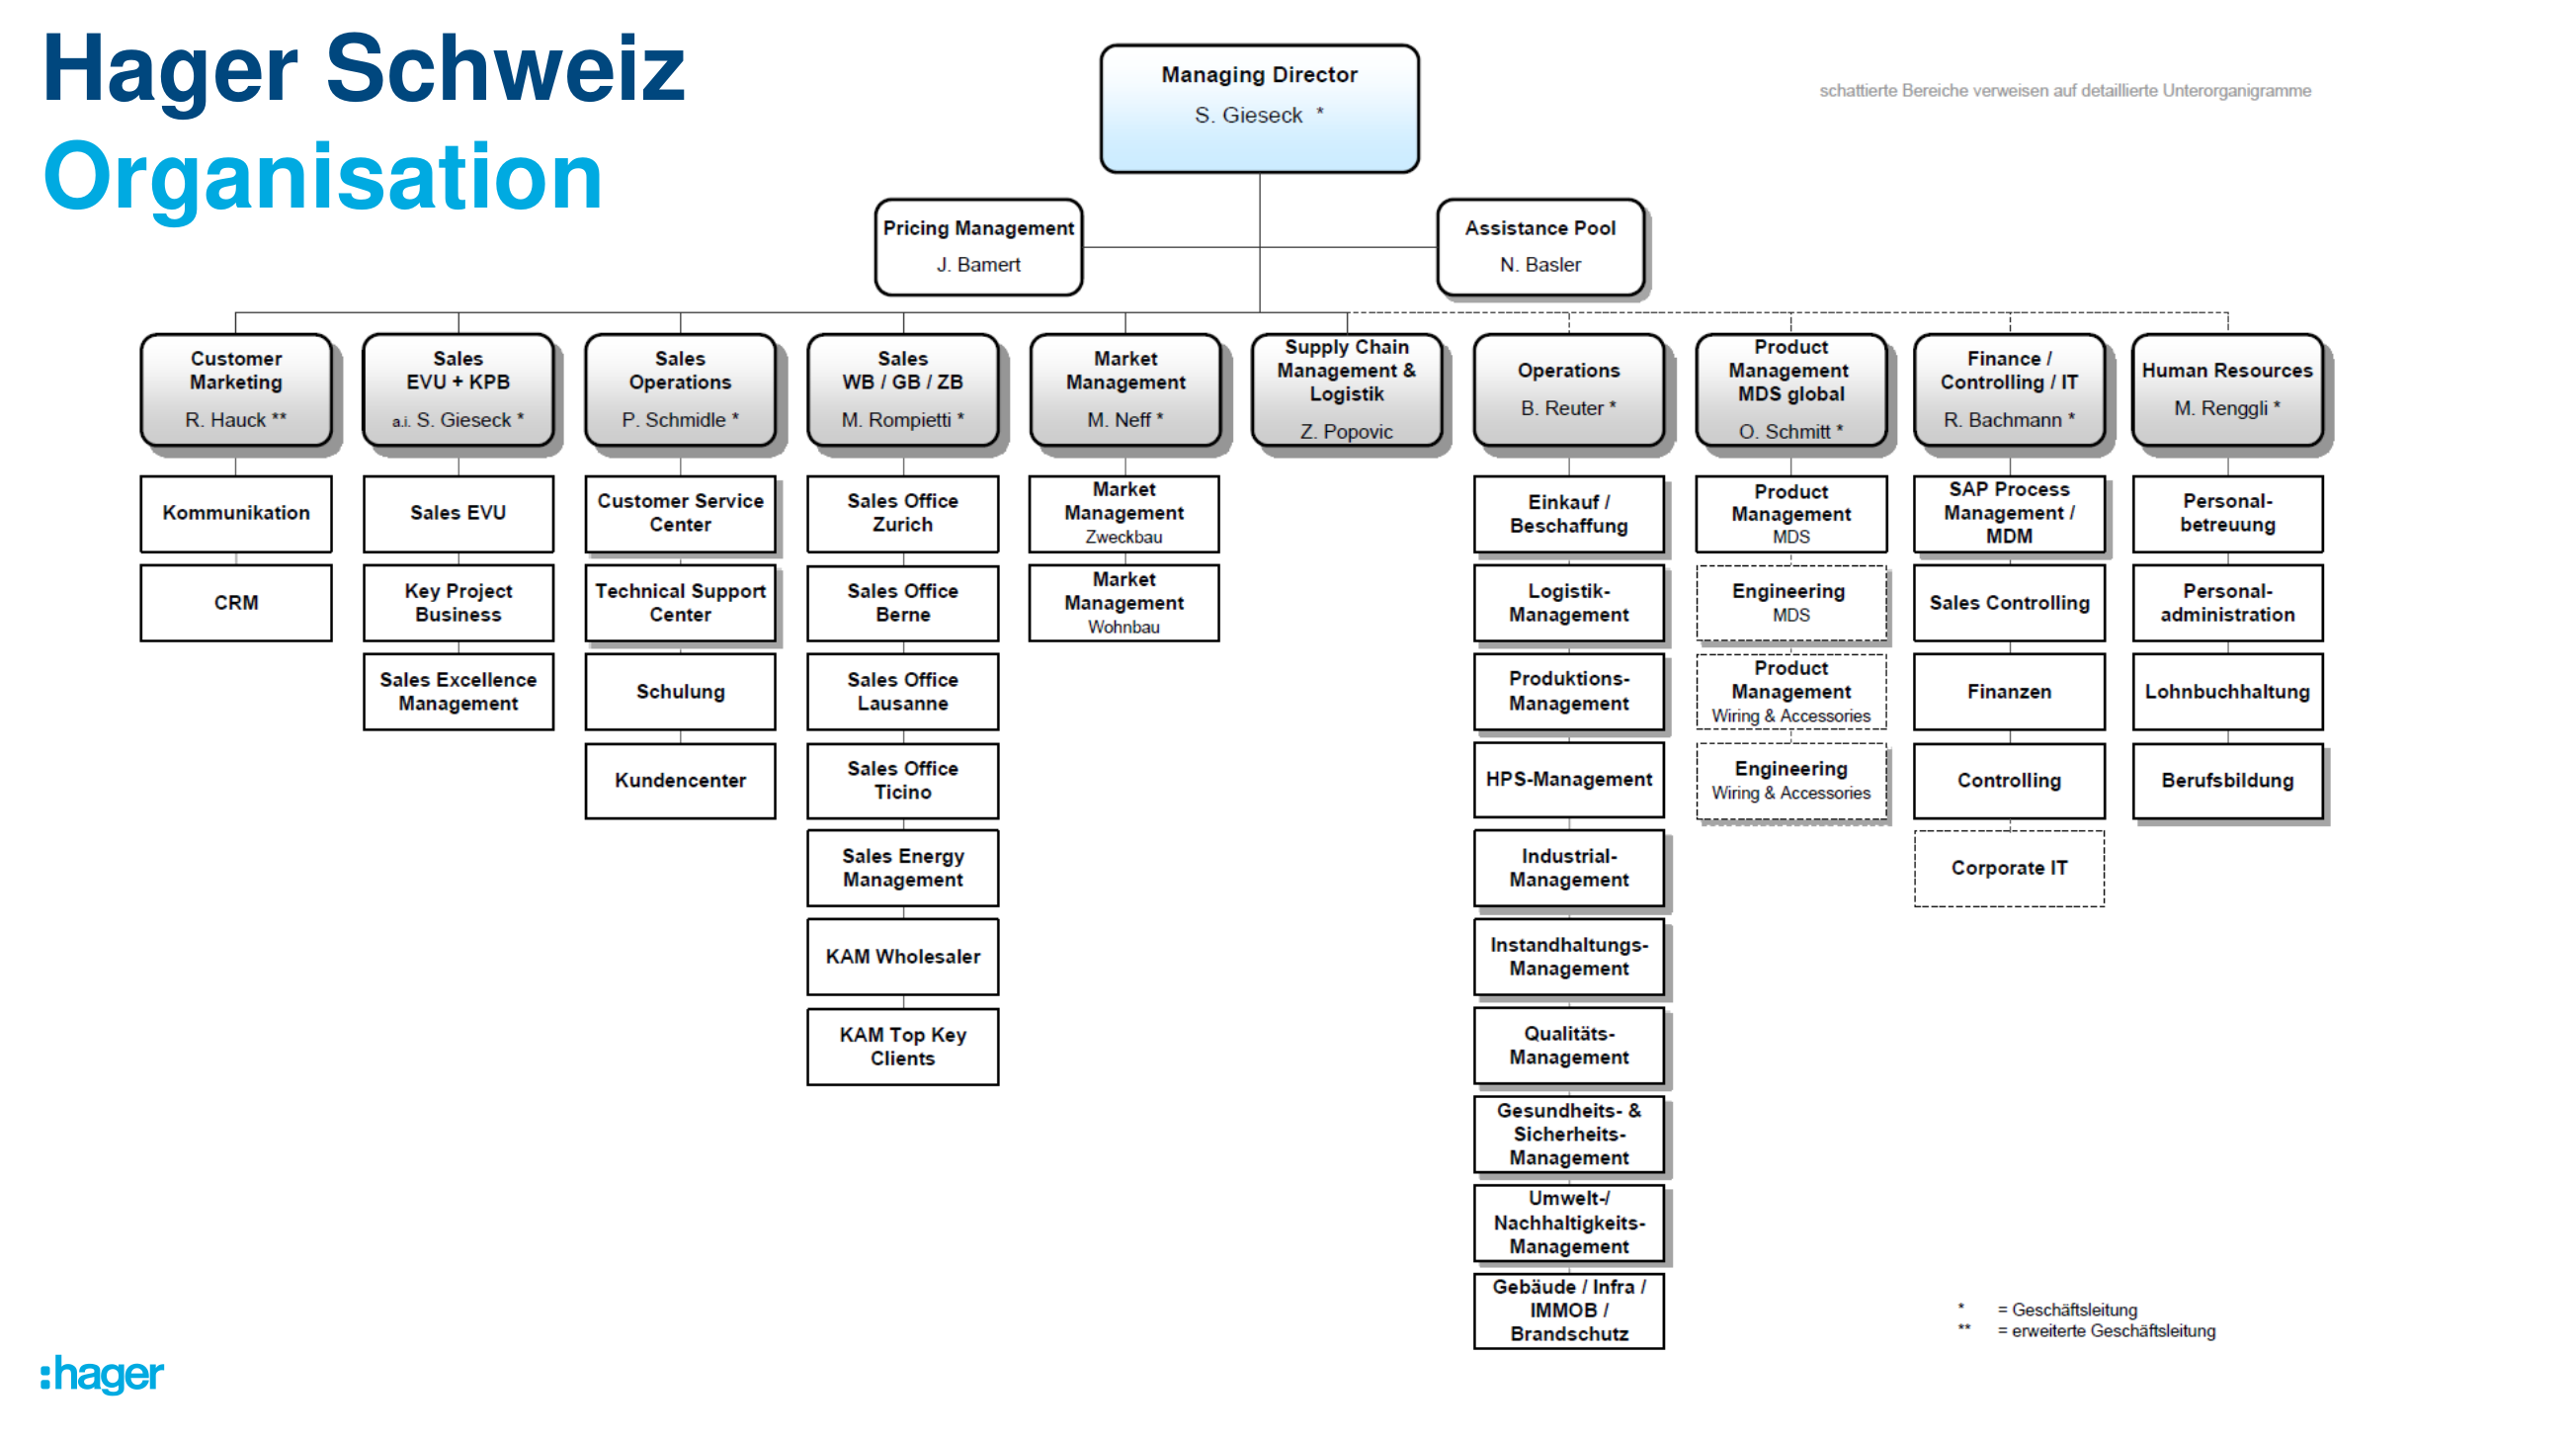 Hager Schweiz
Organisation
schattierte Bereiche verweisen auf detaillierte Unterorganigramme
Managing Director
S. Gieseck *
Pricing Management
J. Bamert
Assistance Pool
N. Basler
Customer
Marketing
R. Hauck **
Sales
EVU + KPB
a.i. S. Gieseck *
Sales
Operations
P. Schmidle *
Sales
WB / GB / ZB
M. Rompietti *
Market
Management
M. Neff *
Supply Chain
Management &
Logistik
Z. Popovic
Operations
B. Reuter *
Product
Management
MDS global
O. Schmitt *
Finance /
Controlling / IT
R. Bachmann *
Human Resources
M. Renggli *
Kommunikation
CRM
Sales EVU
Key Project
Business
Sales Excellence
Management
Customer Service
Center
Technical Support
Center
Schulung
Kundencenter
Sales Office
Zurich
Sales Office
Berne
Sales Office
Lausanne
Sales Office
Ticino
Sales Energy
Management
KAM Wholesaler
KAM Top Key
Clients
Market
Management
Zweckbau
Market
Management
Wohnbau
Einkauf /
Beschaffung
Logistik-
Management
Produktions-
Management
HPS-Management
Industrial-
Management
Instandhaltungs-
Management
Qualitäts-
Management
Gesundheits- &
Sicherheits-
Management
Umwelt-/
Nachhaltigkeits-
Management
Gebäude / Infra /
IMMOB /
Brandschutz
Product
Management
MDS
Engineering
MDS
Product
Management
Wiring & Accessories
Engineering
Wiring & Accessories
SAP Process
Management /
MDM
Sales Controlling
Finanzen
Controlling
Corporate IT
Personal-
betreuung
Personal-
administration
Lohnbuchhaltung
Berufsbildung
* = Geschäftsleitung
** = erweiterte Geschäftsleitung
:hager